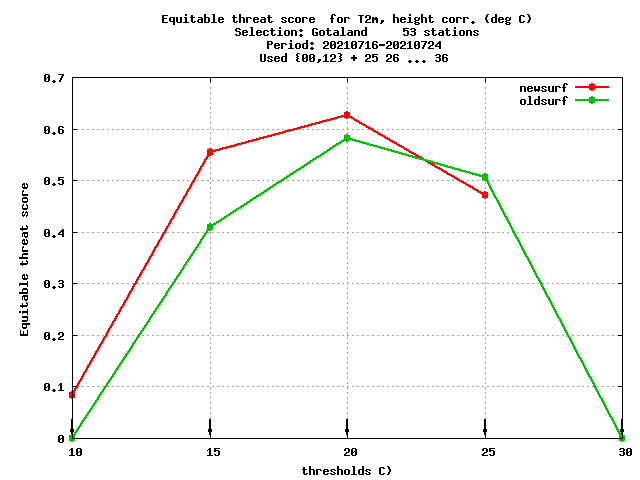 Equitable threat score  for T2m, height corr. (deg C)
Selection: Gotaland     53 stations
Period: 20210716-20210724
Used {00,12} + 25 26 ... 36
newsurf
oldsurf
Equitable threat score
0.7
0.6
0.5
0.4
0.3
0.2
0.1
0
10 15 20 25 30
thresholds C)